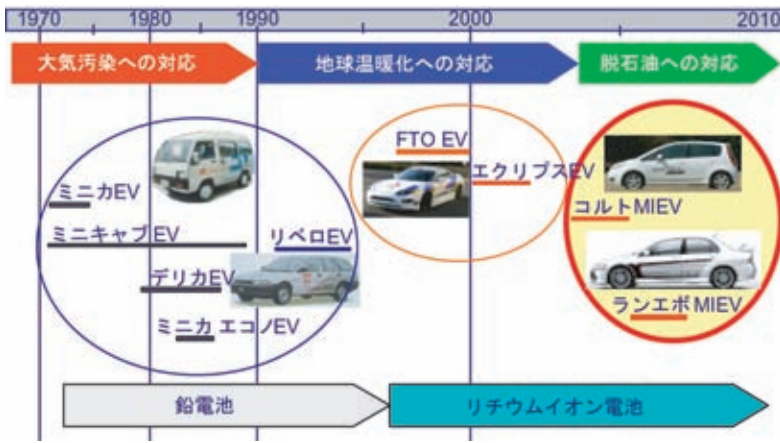 1970 1980 1990 2000 2010
大気汚染への対応 地球温暖化への対応 脱石油への対応
FTO EV
エクリプスEV
ミニカEV
コルトMIEV
ミニキャブEV リベロEV
デリカEV
ランエボMIEV
ミニカ エコノEV
鉛電池 リチウムイオン電池